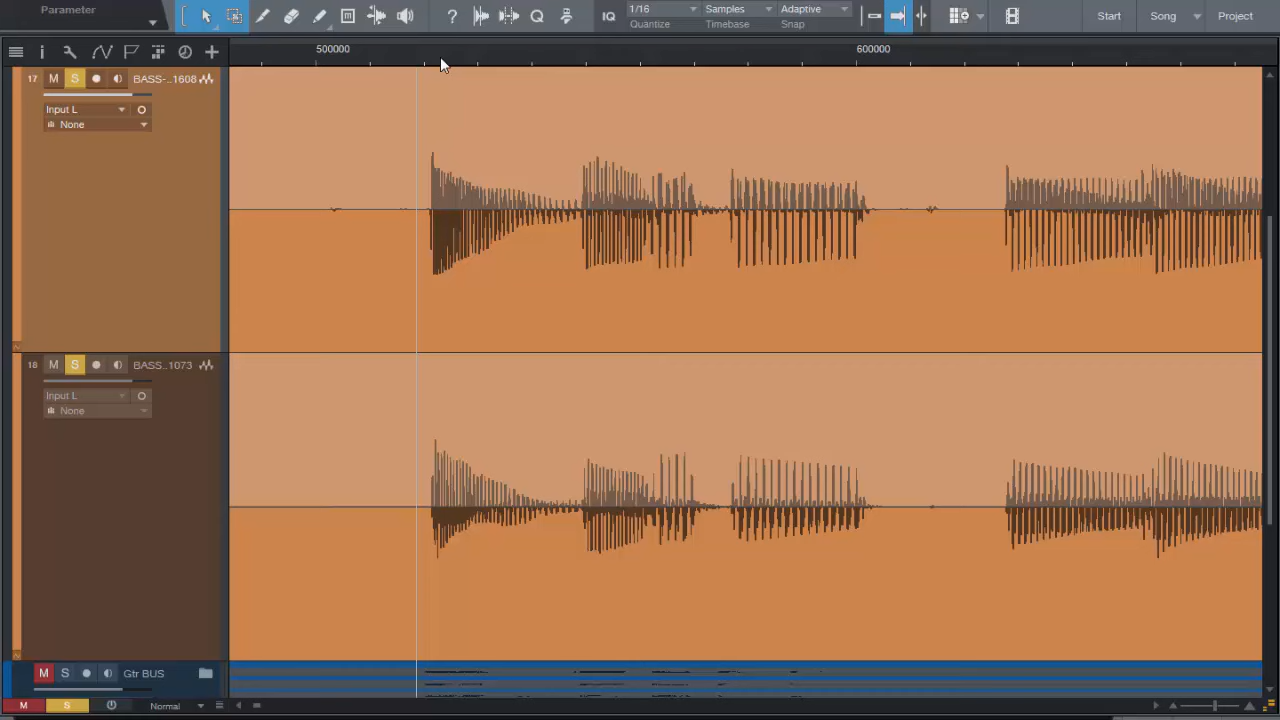 Parameter
IQ 1/16 Samples Adaptive Start Song Project
Quantize Timebase Snap
500000 600000
17 M S BASS-..1608
Input L
None
18 M S BASS..1073
Input L
None
M S Gtr BUS
M S Normal